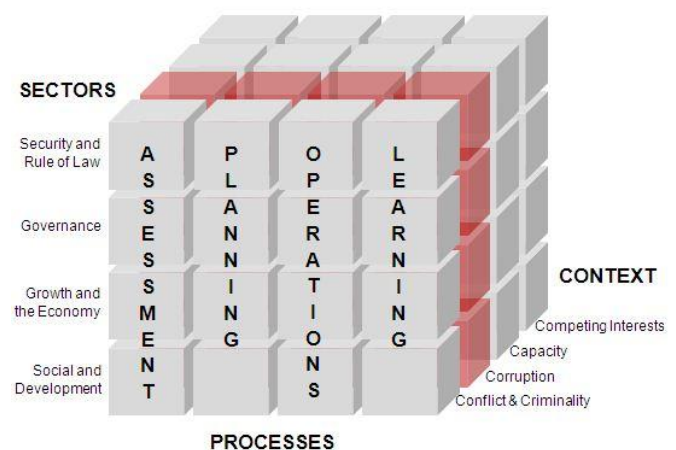 SECTORS
Security and
Rule of Law
Governance
Growth and
the Economy
Social and
Development
ASSESSMENT
PLANNING
OPERATIONS
LEARNING
CONTEXT
Competing Interests
Capacity
Corruption
Conflict & Criminality
PROCESSES